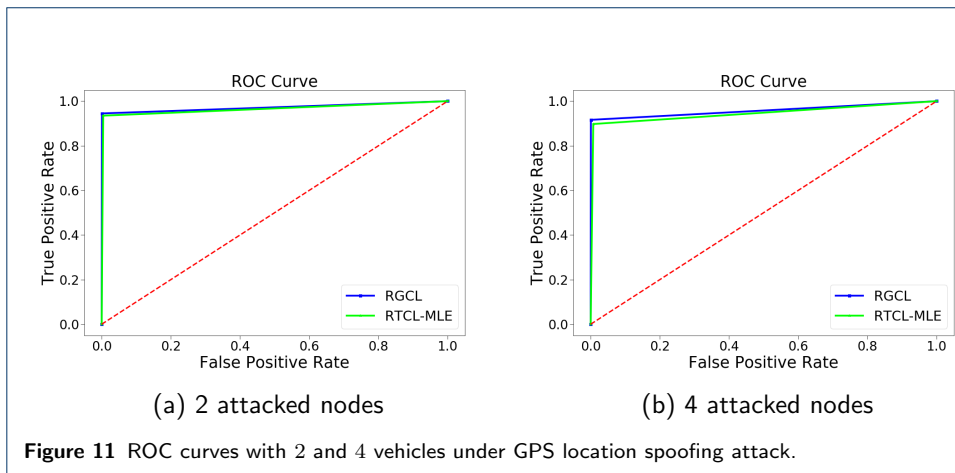 ROC Curve
1.0
0.8
0.6
0.4
0.2
0.0
True Positive Rate
RGCL
RTCL-MLE
0.0 0.2 0.4 0.6 0.8 1.0
False Positive Rate
(a) 2 attacked nodes
ROC Curve
1.0
0.8
0.6
0.4
0.2
0.0
True Positive Rate
RGCL
RTCL-MLE
0.0 0.2 0.4 0.6 0.8 1.0
False Positive Rate
(b) 4 attacked nodes
Figure 11 ROC curves with 2 and 4 vehicles under GPS location spoofing attack.